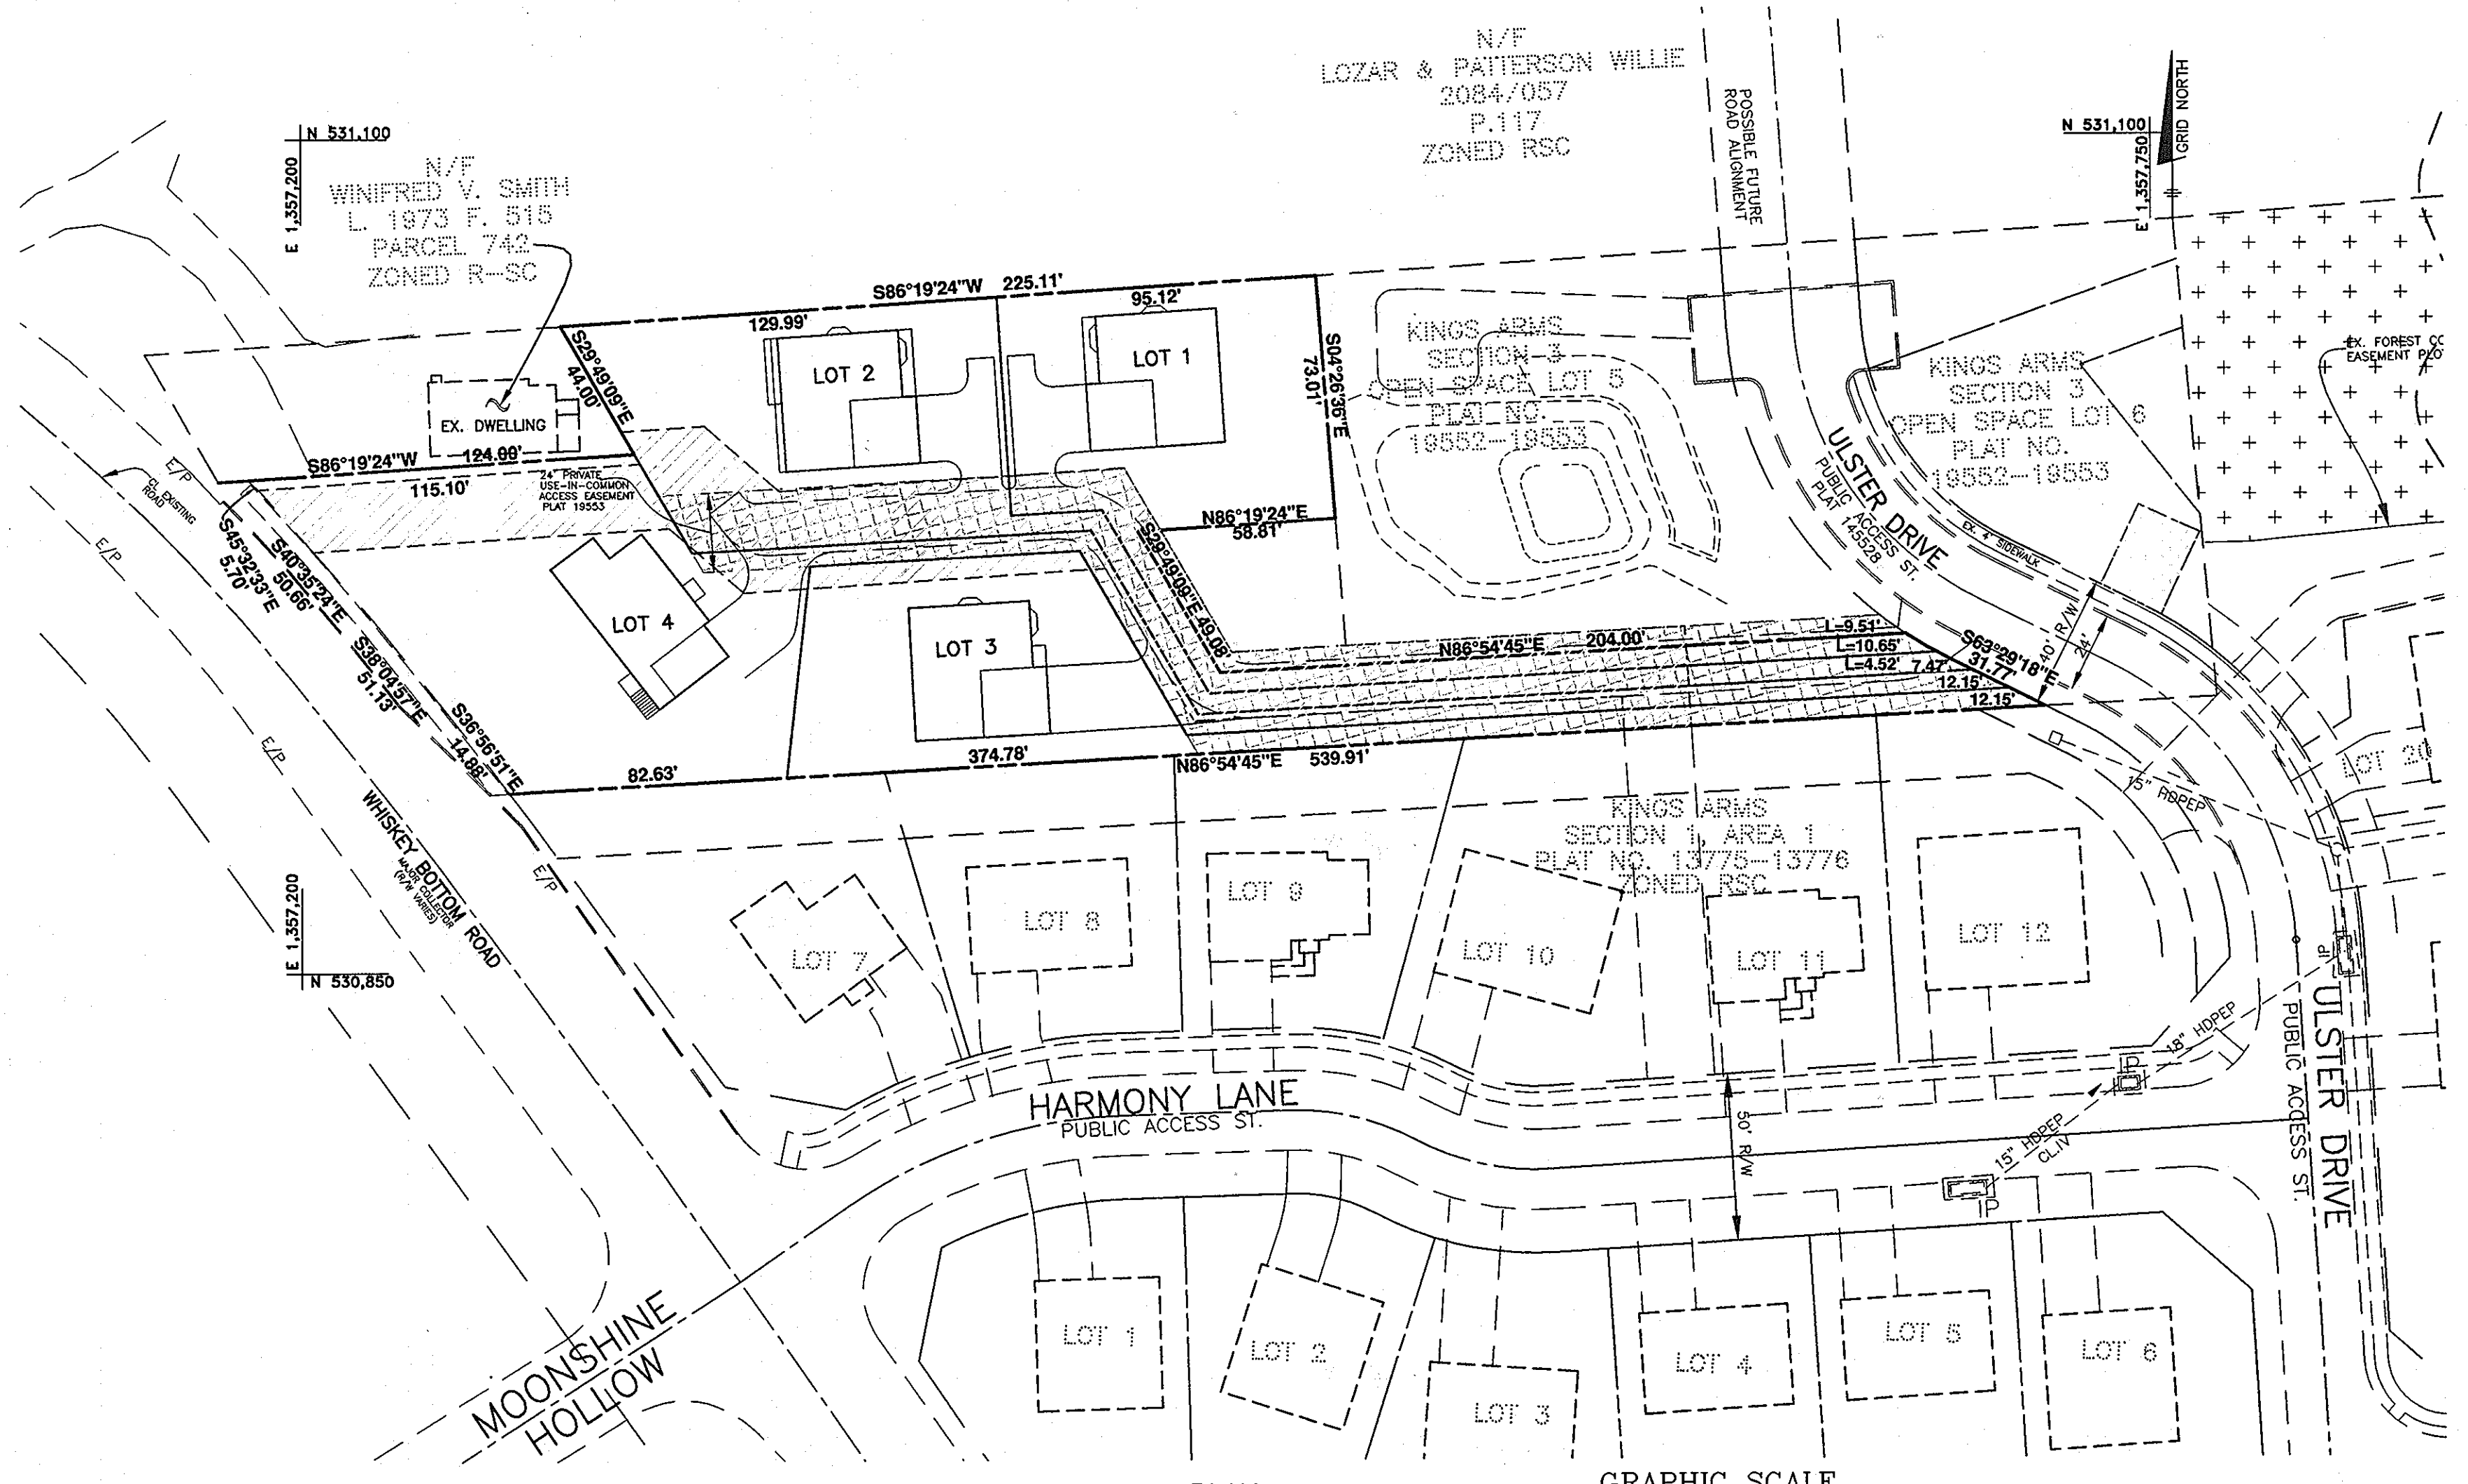 N/F
LOZAR & PATTERSON WILLIE
2084/057
P.117
ZONED RSC
POSSIBLE FUTURE
ROAD ALIGNMENT
N 531,100
E 1,357,750
GRID NORTH
N 531,100
E 1,357,200
N/F
WINIFRED V. SMITH
L. 1973 F. 515
PARCEL 742
ZONED R-SC
S86°19'24"W 225.11'
129.99'
95.12'
S29°49'09"E
44.00'
LOT 2
LOT 1
S04°26'36"E
73.01'
KINGS ARMS
SECTION 3
OPEN SPACE LOT 5
PLAT NO.
19552-19553
KINGS ARMS
SECTION 3
OPEN SPACE LOT 6
PLAT NO.
19552-19553
EX. FOREST CO
EASEMENT PLO
EX. DWELLING
S86°19'24"W 124.00'
115.10'
24' PRIVATE
USE-IN-COMMON
ACCESS EASEMENT
PLAT 19553
E/P
CL EXISTING
ROAD
E/P
S45°32'33"E
5.70'
S40°35'24"E
50.66'
S38°04'57"E
51.13'
S36°56'51"E
14.88'
N86°19'24"E
58.81'
S29°49'09"E 49.08'
ULSTER DRIVE
PUBLIC ACCESS ST.
PLAT 145528
EX. 4' SIDEWALK
40' R/W
24'
LOT 4
LOT 3
N86°54'45"E 204.00'
L=9.51'
L=10.65'
L=4.52' 7.47'
12.15'
12.15'
S63°29'18"E
31.77'
82.63'
374.78'
N86°54'45"E 539.91'
E/P
E/P
WHISKEY BOTTOM ROAD
MAJOR COLLECTOR
(R/W VARIES)
KINGS ARMS
SECTION 1, AREA 1
PLAT NO. 13775-13776
ZONED RSC
15" HDPEP
LOT 20
LOT 7
LOT 8
LOT 9
LOT 10
LOT 11
LOT 12
E 1,357,200
N 530,850
IP
18" HDPEP
IP
15" HDPEP
CL.IV
IP
HARMONY LANE
PUBLIC ACCESS ST.
50' R/W
ULSTER DRIVE
PUBLIC ACCESS ST.
MOONSHINE
HOLLOW
LOT 1
LOT 2
LOT 3
LOT 4
LOT 5
LOT 6
GRAPHIC SCALE